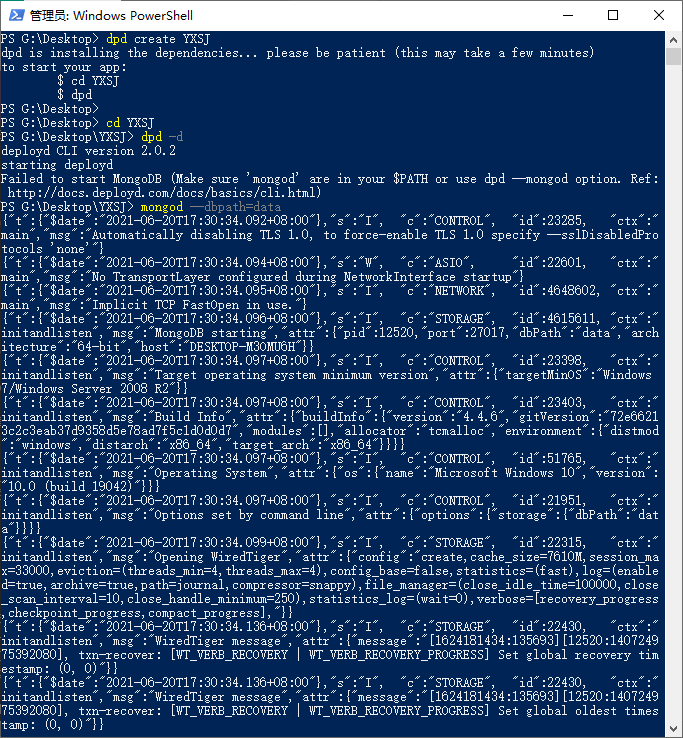 管理员: Windows PowerShell
PS G:\Desktop> dpd create YXSJ
dpd is installing the dependencies... please be patient (this may take a few minutes)
to start your app:
        $ cd YXSJ
        $ dpd
PS G:\Desktop>
PS G:\Desktop> cd YXSJ
PS G:\Desktop\YXSJ> dpd -d
deployd CLI version 2.0.2
starting deployd
Failed to start MongoDB (Make sure 'mongod' are in your $PATH or use dpd --mongod option. Ref:
 http://docs.deployd.com/docs/basics/cli.html)
PS G:\Desktop\YXSJ> mongod --dbpath=data
{"t":{"$date":"2021-06-20T17:30:34.092+08:00"},"s":"I",  "c":"CONTROL",  "id":23285,   "ctx":"
main","msg":"Automatically disabling TLS 1.0, to force-enable TLS 1.0 specify --sslDisabledPro
tocols 'none'"}
{"t":{"$date":"2021-06-20T17:30:34.094+08:00"},"s":"W",  "c":"ASIO",     "id":22601,   "ctx":"
main","msg":"No TransportLayer configured during NetworkInterface startup"}
{"t":{"$date":"2021-06-20T17:30:34.095+08:00"},"s":"I",  "c":"NETWORK",  "id":4648602, "ctx":"
main","msg":"Implicit TCP FastOpen in use."}
{"t":{"$date":"2021-06-20T17:30:34.096+08:00"},"s":"I",  "c":"STORAGE",  "id":4615611, "ctx":"
initandlisten","msg":"MongoDB starting","attr":{"pid":12520,"port":27017,"dbPath":"data","arch
itecture":"64-bit","host":"DESKTOP-M3OMU6H"}}
{"t":{"$date":"2021-06-20T17:30:34.097+08:00"},"s":"I",  "c":"CONTROL",  "id":23398,   "ctx":"
initandlisten","msg":"Target operating system minimum version","attr":{"targetMinOS":"Windows
7/Windows Server 2008 R2"}}
{"t":{"$date":"2021-06-20T17:30:34.097+08:00"},"s":"I",  "c":"CONTROL",  "id":23403,   "ctx":"
initandlisten","msg":"Build Info","attr":{"buildInfo":{"version":"4.4.6","gitVersion":"72e6621
3c2c3eab37d9358d5e78ad7f5c1d0d0d7","modules":[],"allocator":"tcmalloc","environment":{"distmod
":"windows","distarch":"x86_64","target_arch":"x86_64"}}}}
{"t":{"$date":"2021-06-20T17:30:34.097+08:00"},"s":"I",  "c":"CONTROL",  "id":51765,   "ctx":"
initandlisten","msg":"Operating System","attr":{"os":{"name":"Microsoft Windows 10","version":
"10.0 (build 19042)"}}}
{"t":{"$date":"2021-06-20T17:30:34.097+08:00"},"s":"I",  "c":"CONTROL",  "id":21951,   "ctx":"
initandlisten","msg":"Options set by command line","attr":{"options":{"storage":{"dbPath":"dat
a"}}}}
{"t":{"$date":"2021-06-20T17:30:34.099+08:00"},"s":"I",  "c":"STORAGE",  "id":22315,   "ctx":"
initandlisten","msg":"Opening WiredTiger","attr":{"config":"create,cache_size=7610M,session_ma
x=33000,eviction=(threads_min=4,threads_max=4),config_base=false,statistics=(fast),log=(enable
d=true,archive=true,path=journal,compressor=snappy),file_manager=(close_idle_time=100000,close
_scan_interval=10,close_handle_minimum=250),statistics_log=(wait=0),verbose=[recovery_progress
,checkpoint_progress,compact_progress],"}}
{"t":{"$date":"2021-06-20T17:30:34.136+08:00"},"s":"I",  "c":"STORAGE",  "id":22430,   "ctx":"
initandlisten","msg":"WiredTiger message","attr":{"message":"[1624181434:135693][12520:1407249
75392080], txn-recover: [WT_VERB_RECOVERY | WT_VERB_RECOVERY_PROGRESS] Set global recovery tim
estamp: (0, 0)"}}
{"t":{"$date":"2021-06-20T17:30:34.136+08:00"},"s":"I",  "c":"STORAGE",  "id":22430,   "ctx":"
initandlisten","msg":"WiredTiger message","attr":{"message":"[1624181434:135693][12520:1407249
75392080], txn-recover: [WT_VERB_RECOVERY | WT_VERB_RECOVERY_PROGRESS] Set global oldest times
tamp: (0, 0)"}}